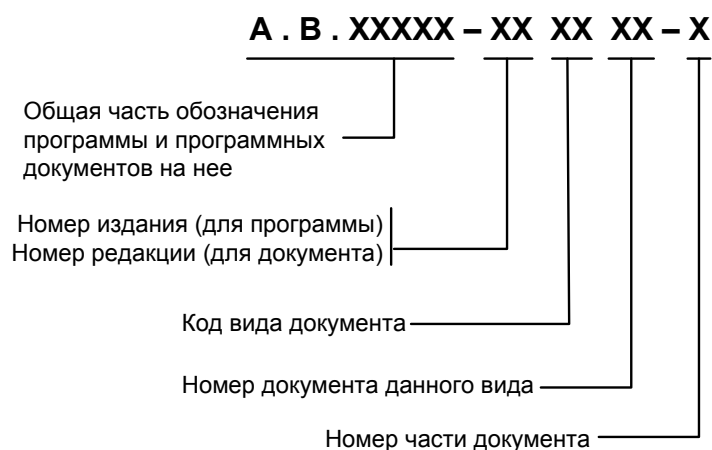 А . В . ХХХХХ – ХХ ХХ ХХ – Х
Общая часть обозначения
программы и программных
документов на нее
Номер издания (для программы)
Номер редакции (для документа)
Код вида документа
Номер документа данного вида
Номер части документа